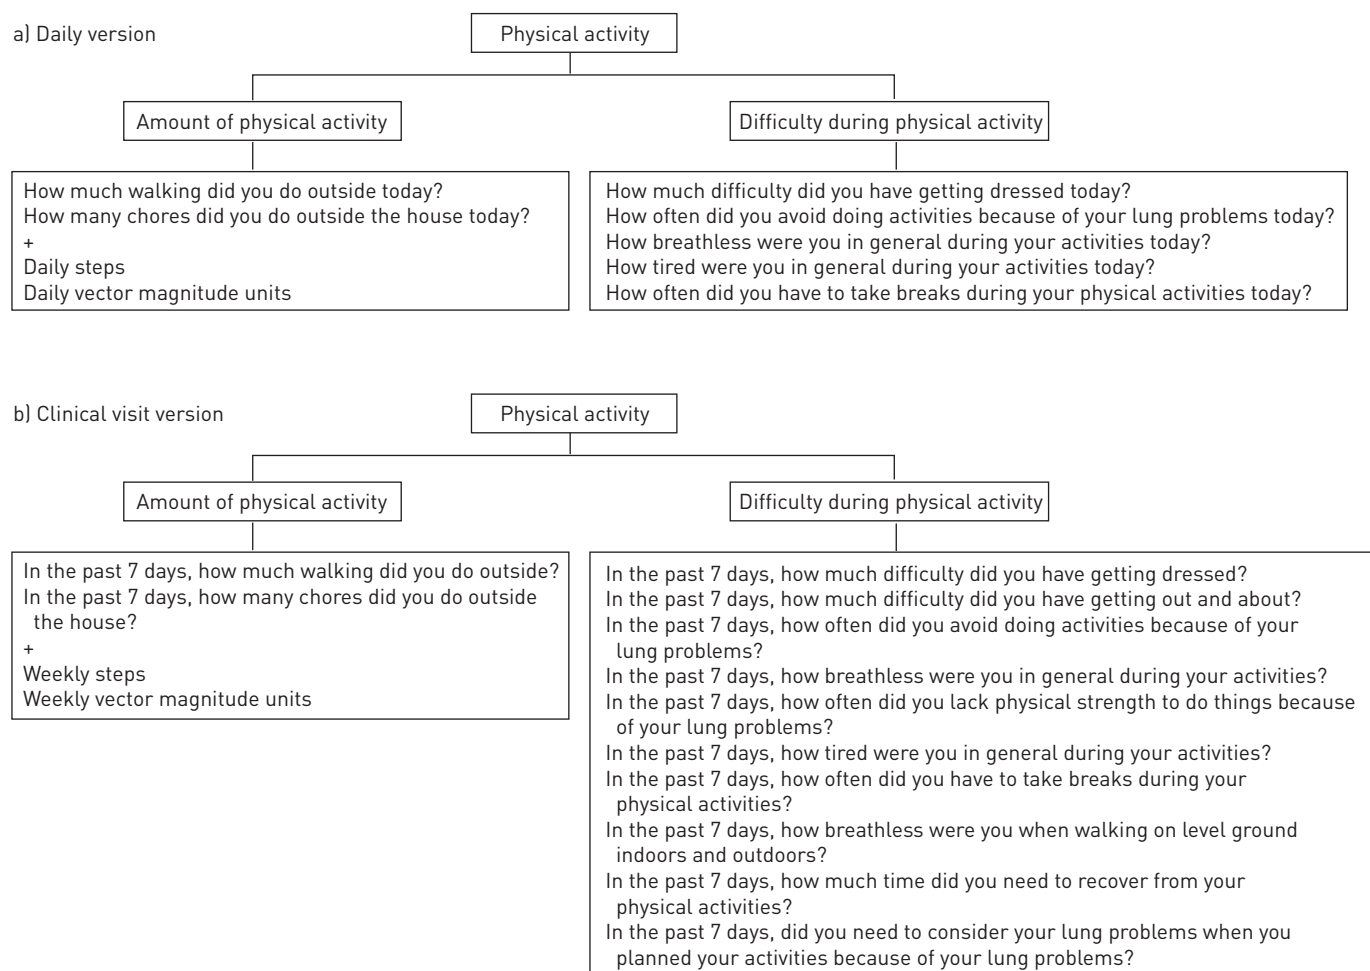 a) Daily version
Physical activity
Amount of physical activity
Difficulty during physical activity
How much walking did you do outside today?
How many chores did you do outside the house today?
+
Daily steps
Daily vector magnitude units
How much difficulty did you have getting dressed today?
How often did you avoid doing activities because of your lung problems today?
How breathless were you in general during your activities today?
How tired were you in general during your activities today?
How often did you have to take breaks during your physical activities today?
b) Clinical visit version
Physical activity
Amount of physical activity
Difficulty during physical activity
In the past 7 days, how much walking did you do outside?
In the past 7 days, how many chores did you do outside
the house?
+
Weekly steps
Weekly vector magnitude units
In the past 7 days, how much difficulty did you have getting dressed?
In the past 7 days, how much difficulty did you have getting out and about?
In the past 7 days, how often did you avoid doing activities because of your
lung problems?
In the past 7 days, how breathless were you in general during your activities?
In the past 7 days, how often did you lack physical strength to do things because
of your lung problems?
In the past 7 days, how tired were you in general during your activities?
In the past 7 days, how often did you have to take breaks during your
physical activities?
In the past 7 days, how breathless were you when walking on level ground
indoors and outdoors?
In the past 7 days, how much time did you need to recover from your
physical activities?
In the past 7 days, did you need to consider your lung problems when you
planned your activities because of your lung problems?